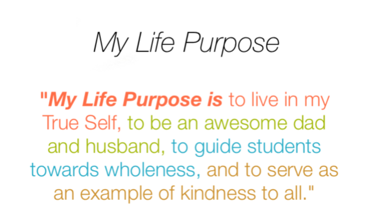 My Life Purpose
"My Life Purpose is to live in my
True Self, to be an awesome dad
and husband, to guide students
towards wholeness, and to serve as
an example of kindness to all."